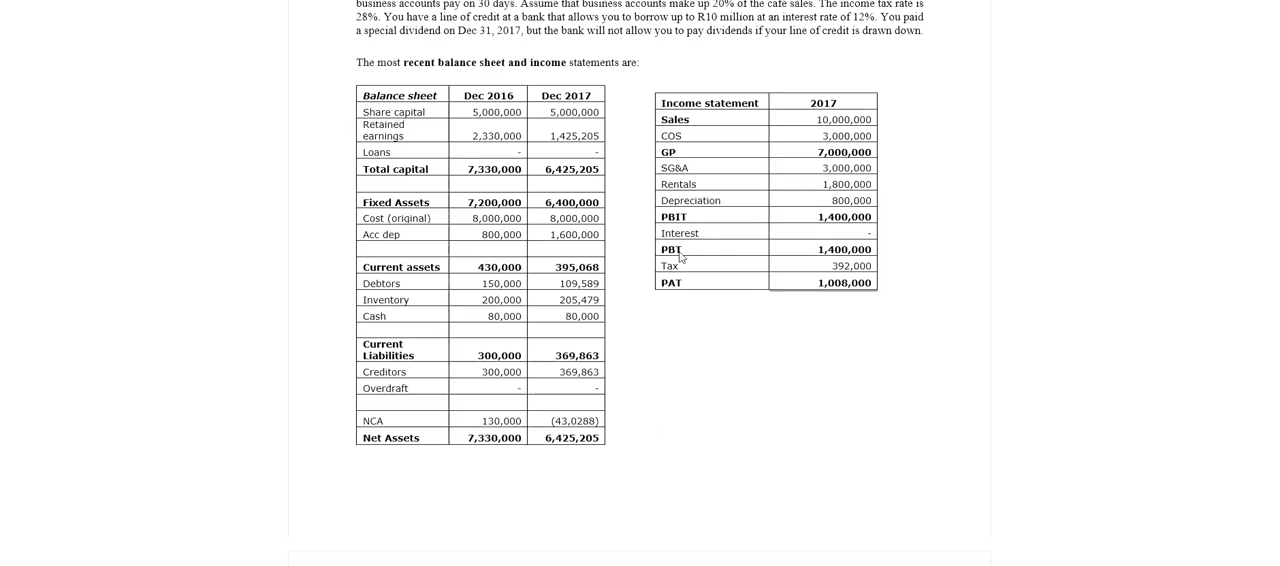 business accounts pay on 30 days. Assume that business accounts make up 20% of the café sales. The income tax rate is
28%. You have a line of credit at a bank that allows you to borrow up to R10 million at an interest rate of 12%. You paid
a special dividend on Dec 31, 2017, but the bank will not allow you to pay dividends if your line of credit is drawn down.
The most recent balance sheet and income statements are:
Balance sheet Dec 2016 Dec 2017
Share capital 5,000,000 5,000,000
Retained
earnings 2,330,000 1,425,205
Loans - -
Total capital 7,330,000 6,425,205
Fixed Assets 7,200,000 6,400,000
Cost (original) 8,000,000 8,000,000
Acc dep 800,000 1,600,000
Current assets 430,000 395,068
Debtors 150,000 109,589
Inventory 200,000 205,479
Cash 80,000 80,000
Current
Liabilities 300,000 369,863
Creditors 300,000 369,863
Overdraft - -
NCA 130,000 (43,0288)
Net Assets 7,330,000 6,425,205
Income statement 2017
Sales 10,000,000
COS 3,000,000
GP 7,000,000
SG&A 3,000,000
Rentals 1,800,000
Depreciation 800,000
PBIT 1,400,000
Interest -
PBT 1,400,000
Tax 392,000
PAT 1,008,000